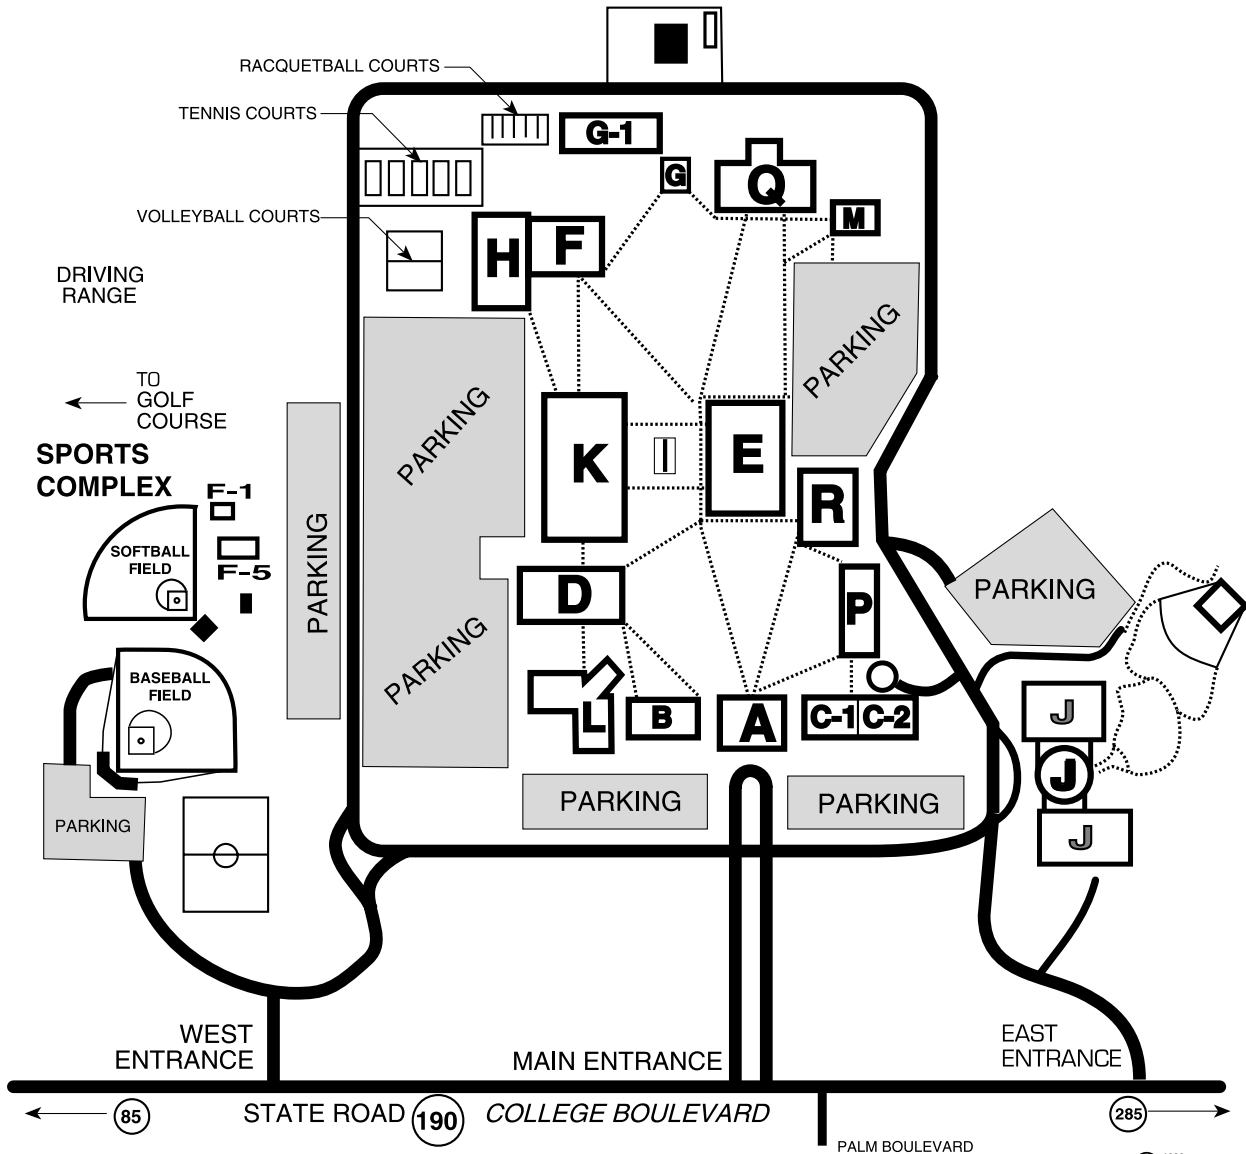 RACQUETBALL COURTS
TENNIS COURTS
G-1
G
Q
VOLLEYBALL COURTS
M
H
F
DRIVING
RANGE
PARKING
TO
GOLF
COURSE
PARKING
SPORTS
COMPLEX
K
I
E
F-1
R
SOFTBALL
FIELD
PARKING
F-5
D
P
PARKING
PARKING
BASEBALL
FIELD
L
B
A
C-1
C-2
J
J
J
PARKING
PARKING
PARKING
WEST
ENTRANCE
MAIN ENTRANCE
EAST
ENTRANCE
85
STATE ROAD 190 COLLEGE BOULEVARD
285
PALM BOULEVARD